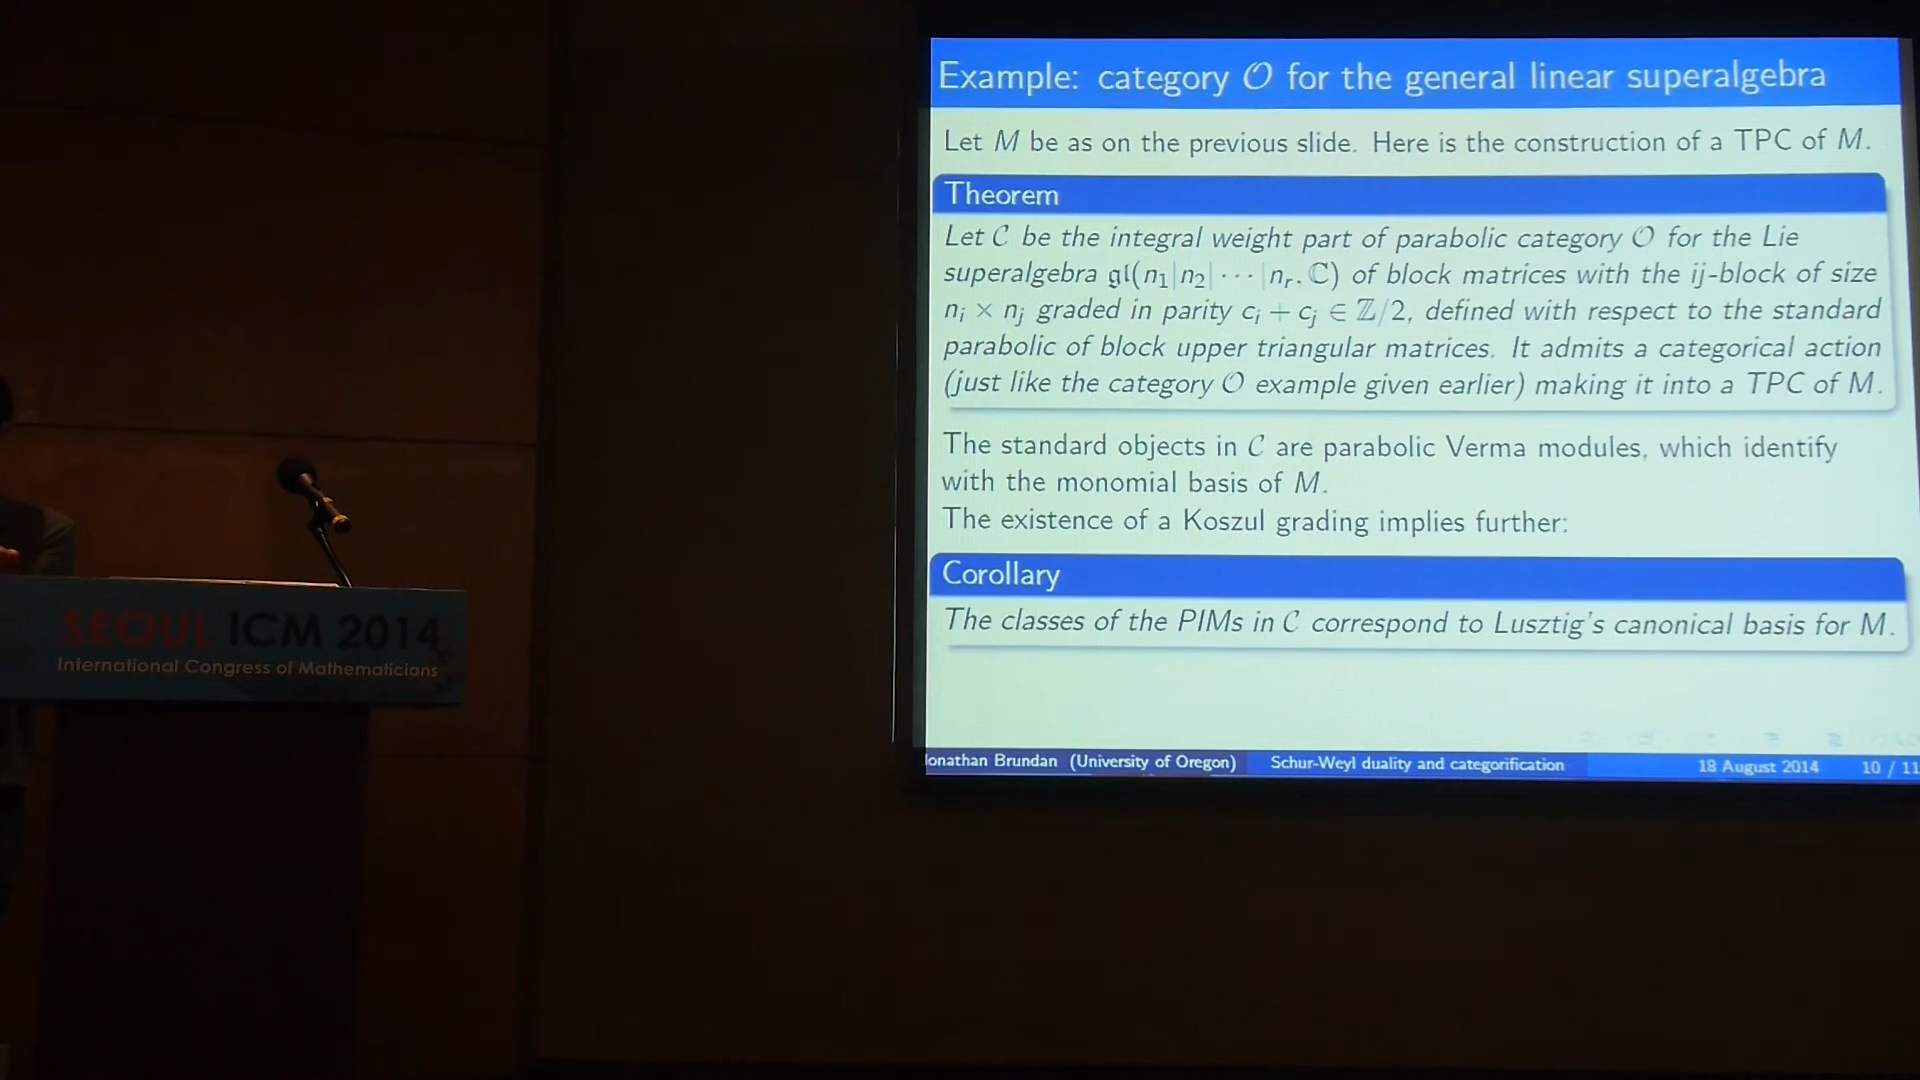 Example: category 𝒪 for the general linear superalgebra
Let M be as on the previous slide. Here is the construction of a TPC of M.
Theorem
Let 𝒞 be the integral weight part of parabolic category 𝒪 for the Lie
superalgebra 𝔤𝔩(n₁|n₂| ··· |nᵣ, ℂ) of block matrices with the ij-block of size
nᵢ × nⱼ graded in parity cᵢ + cⱼ ∈ ℤ/2, defined with respect to the standard
parabolic of block upper triangular matrices. It admits a categorical action
(just like the category 𝒪 example given earlier) making it into a TPC of M.
The standard objects in 𝒞 are parabolic Verma modules, which identify
with the monomial basis of M.
The existence of a Koszul grading implies further:
Corollary
The classes of the PIMs in 𝒞 correspond to Lusztig's canonical basis for M.
Jonathan Brundan (University of Oregon) Schur-Weyl duality and categorification 18 August 2014 10 / 11
SEOUL ICM 2014
International Congress of Mathematicians